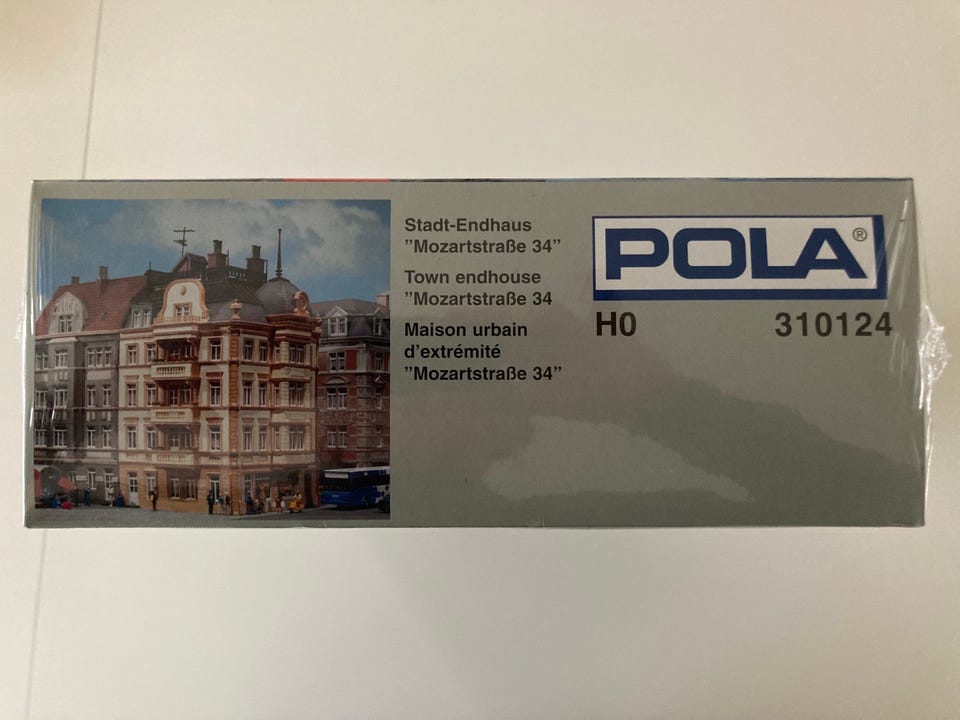 Stadt-Endhaus
”Mozartstraße 34”
Town endhouse
”Mozartstraße 34
Maison urbain
d’extrémité
”Mozartstraße 34”
POLA®
H0 310124